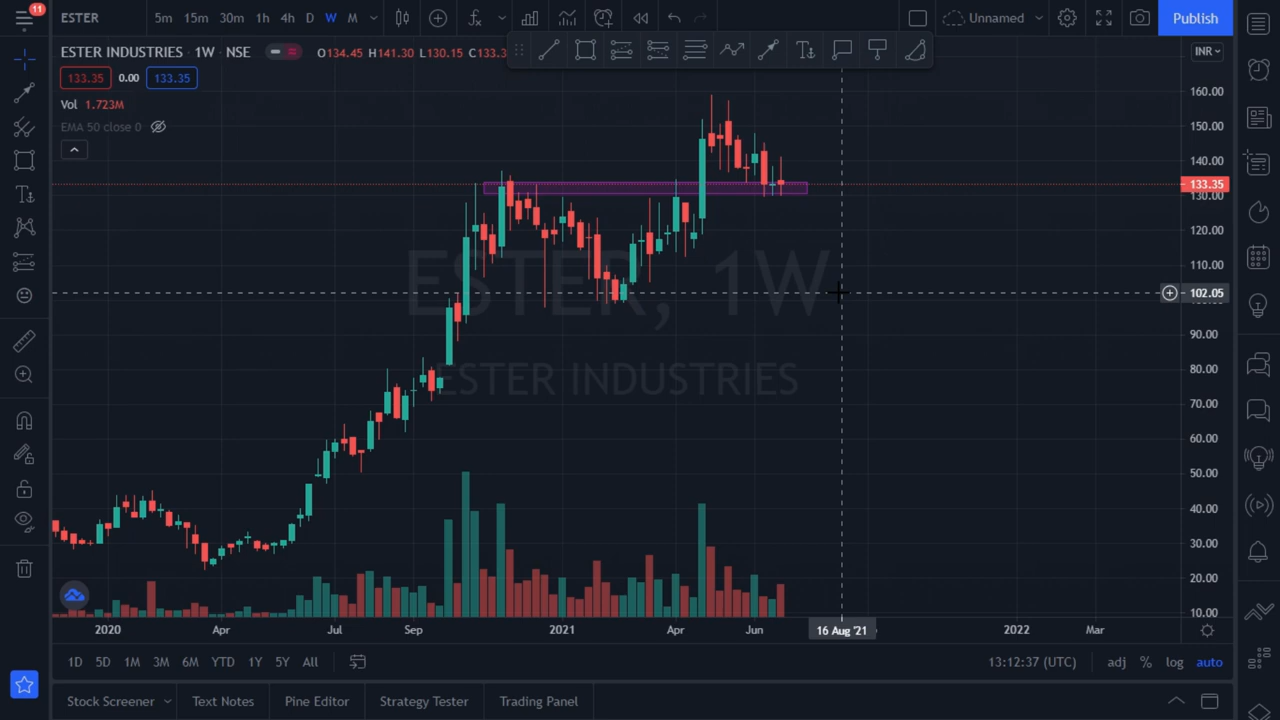 11
ESTER 5m 15m 30m 1h 4h D W M Unnamed Publish
ESTER INDUSTRIES · 1W · NSE O134.45 H141.30 L130.15 C133.3 INR
133.35 0.00 133.35
Vol 1.723M
EMA 50 close 0
160.00
150.00
140.00
133.35
130.00
120.00
110.00
102.05
90.00
80.00
70.00
60.00
50.00
40.00
30.00
20.00
10.00
ESTER, 1W
ESTER INDUSTRIES
2020 Apr Jul Sep 2021 Apr Jun 16 Aug '21 2022 Mar
1D 5D 1M 3M 6M YTD 1Y 5Y All 13:12:37 (UTC) adj % log auto
Stock Screener Text Notes Pine Editor Strategy Tester Trading Panel